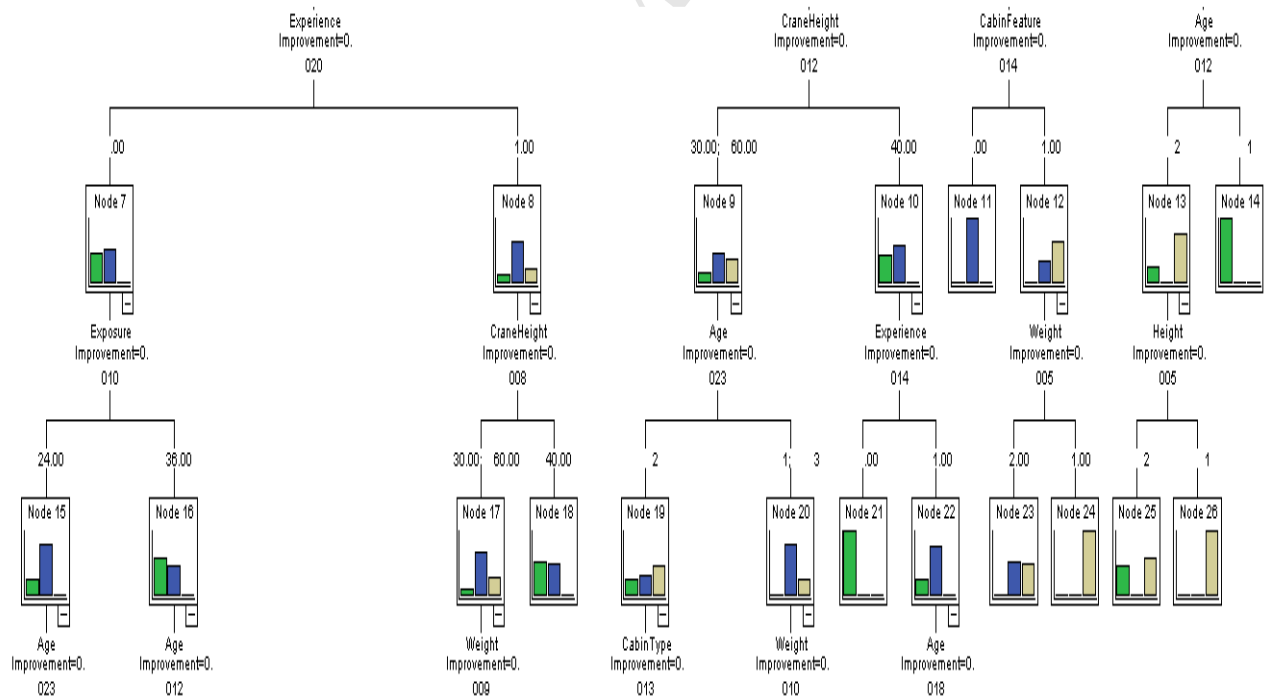 Experience CraneHeight CabinFeature Age
Improvement=0. Improvement=0. Improvement=0. Improvement=0.
020 012 014 012
.00 1.00 30.00; 60.00 40.00 .00 1.00 2 1
Node 7 Node 8 Node 9 Node 10 Node 11 Node 12 Node 13 Node 14
Exposure CraneHeight Age Experience Weight Height
Improvement=0. Improvement=0. Improvement=0. Improvement=0. Improvement=0. Improvement=0.
010 008 023 014 005 005
24.00 36.00 30.00; 60.00 40.00 2 1; 3 .00 1.00 2.00 1.00 2 1
Node 15 Node 16 Node 17 Node 18 Node 19 Node 20 Node 21 Node 22 Node 23 Node 24 Node 25 Node 26
Age Age Weight CabinType Weight Age
Improvement=0. Improvement=0. Improvement=0. Improvement=0. Improvement=0. Improvement=0.
023 012 009 013 010 018